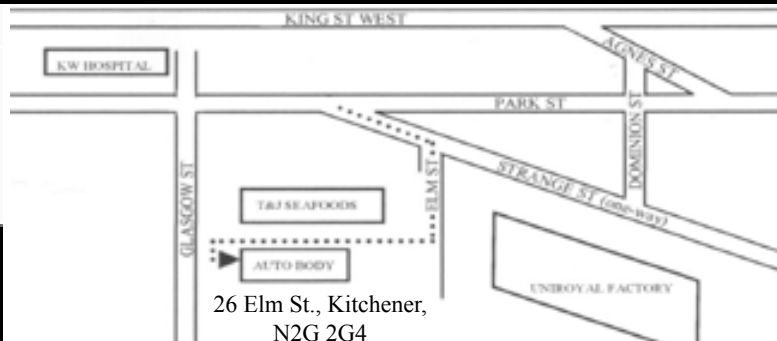 KING ST WEST
AGNES ST
KW HOSPITAL
PARK ST
DOMINION ST
GLASGOW ST
ELM ST
STRANGE ST (one-way)
T&J SEAFOODS
AUTO BODY
UNIROYAL FACTORY
26 Elm St., Kitchener,
N2G 2G4